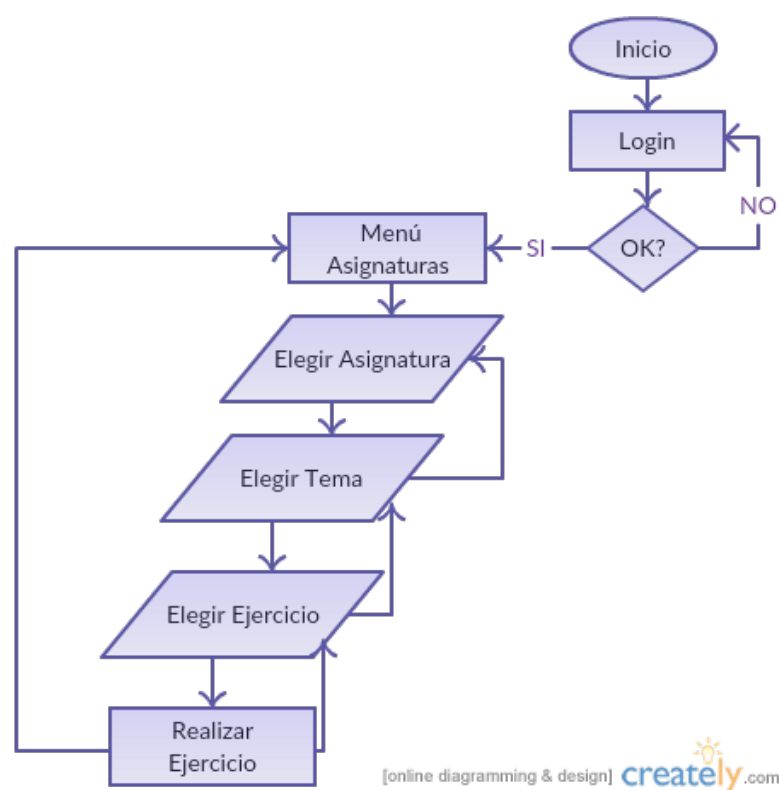 Inicio
Login
NO
OK?
SI
Menú
Asignaturas
Elegir Asignatura
Elegir Tema
Elegir Ejercicio
Realizar
Ejercicio
[online diagramming & design] creately.com